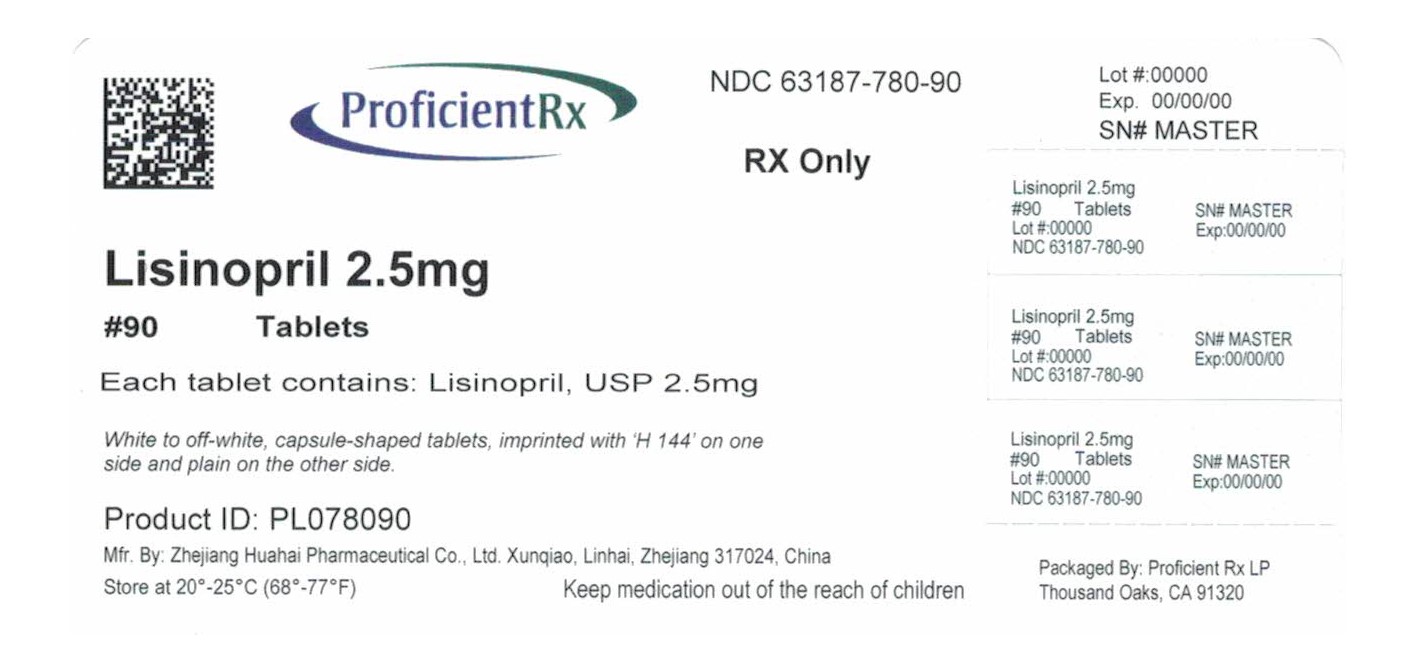 ProficientRx
NDC 63187-780-90
RX Only
Lot #:00000
Exp. 00/00/00
SN# MASTER
Lisinopril 2.5mg
#90 Tablets
Each tablet contains: Lisinopril, USP 2.5mg
White to off-white, capsule-shaped tablets, imprinted with ‘H 144’ on one
side and plain on the other side.
Product ID: PL078090
Mfr. By: Zhejiang Huahai Pharmaceutical Co., Ltd. Xunqiao, Linhai, Zhejiang 317024, China
Store at 20°-25°C (68°-77°F)
Keep medication out of the reach of children
Lisinopril 2.5mg
#90 Tablets
Lot #:00000
NDC 63187-780-90
SN# MASTER
Exp:00/00/00
Lisinopril 2.5mg
#90 Tablets
Lot #:00000
NDC 63187-780-90
SN# MASTER
Exp:00/00/00
Lisinopril 2.5mg
#90 Tablets
Lot #:00000
NDC 63187-780-90
SN# MASTER
Exp:00/00/00
Packaged By: Proficient Rx LP
Thousand Oaks, CA 91320